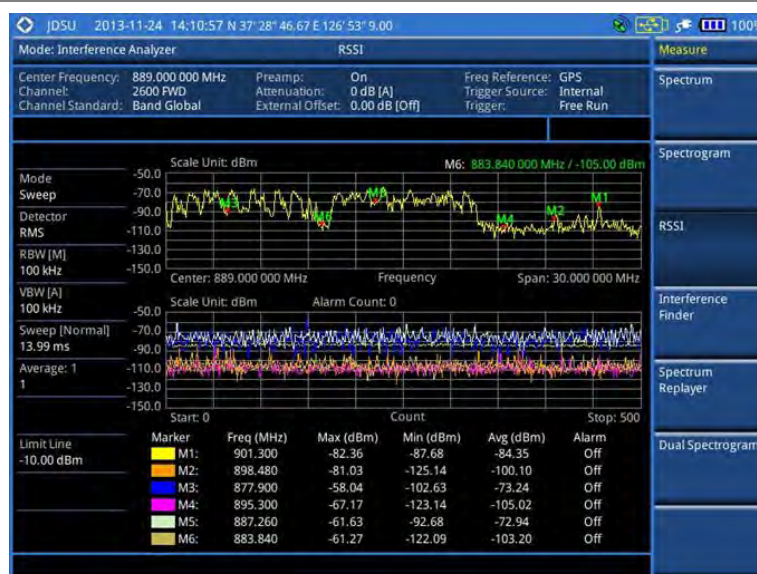 JDSU 2013-11-24 14:10:57 N 37° 28" 46.67 E 126° 53" 9.00 100%
Mode: Interference Analyzer RSSI Measure
Center Frequency: 889.000 000 MHz Preamp: On Freq Reference: GPS
Channel: 2600 FWD Attenuation: 0 dB [A] Trigger Source: Internal
Channel Standard: Band Global External Offset: 0.00 dB [Off] Trigger: Free Run
Spectrum
Spectrogram
RSSI
Interference
Finder
Spectrum
Replayer
Dual Spectrogram
Mode
Sweep
Detector
RMS
RBW [M]
100 kHz
VBW [A]
100 kHz
Sweep [Normal]
13.99 ms
Average: 1
1
Limit Line
-10.00 dBm
Scale Unit: dBm M6: 883.840 000 MHz / -105.00 dBm
-50.0
-70.0
-90.0
-110.0
-130.0
-150.0
M3 M6 M5 M4 M2 M1
Center: 889.000 000 MHz Frequency Span: 30.000 000 MHz
Scale Unit: dBm Alarm Count: 0
-50.0
-70.0
-90.0
-110.0
-130.0
-150.0
Start: 0 Count Stop: 500
Marker Freq (MHz) Max (dBm) Min (dBm) Avg (dBm) Alarm
M1: 901.300 -82.36 -87.68 -84.35 Off
M2: 898.480 -81.03 -125.14 -100.10 Off
M3: 877.900 -58.04 -102.63 -73.24 Off
M4: 895.300 -67.17 -123.14 -105.02 Off
M5: 887.260 -61.63 -92.68 -72.94 Off
M6: 883.840 -61.27 -122.09 -103.20 Off